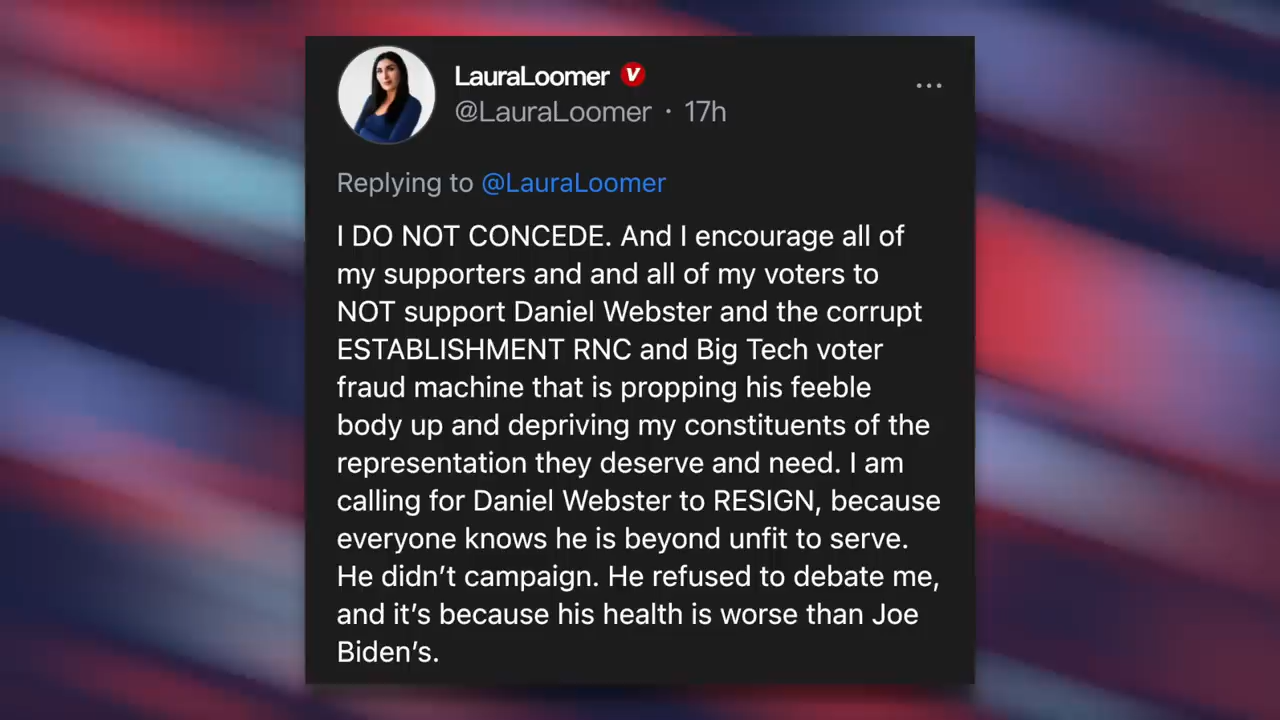 LauraLoomer V
@LauraLoomer · 17h
Replying to @LauraLoomer
I DO NOT CONCEDE. And I encourage all of
my supporters and and all of my voters to
NOT support Daniel Webster and the corrupt
ESTABLISHMENT RNC and Big Tech voter
fraud machine that is propping his feeble
body up and depriving my constituents of the
representation they deserve and need. I am
calling for Daniel Webster to RESIGN, because
everyone knows he is beyond unfit to serve.
He didn’t campaign. He refused to debate me,
and it’s because his health is worse than Joe
Biden’s.